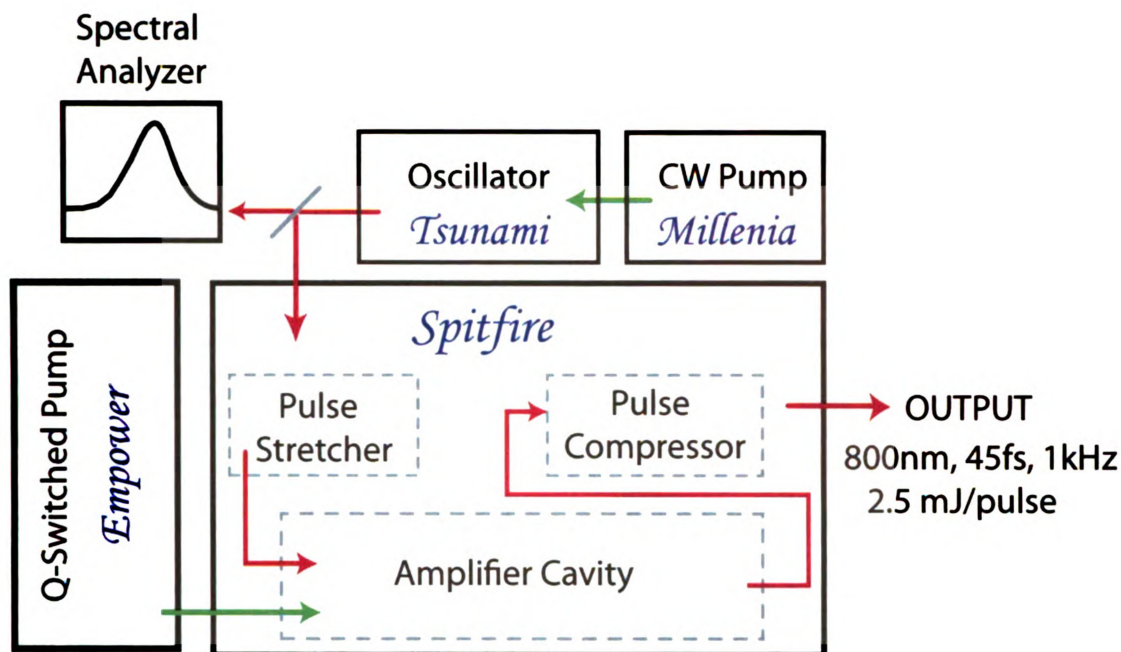 Spectral
Analyzer
Oscillator
Tsunami
CW Pump
Millenia
Q-Switched Pump
Empower
Spitfire
Pulse
Stretcher
Pulse
Compressor
Amplifier Cavity
OUTPUT
800nm, 45fs, 1kHz
2.5 mJ/pulse